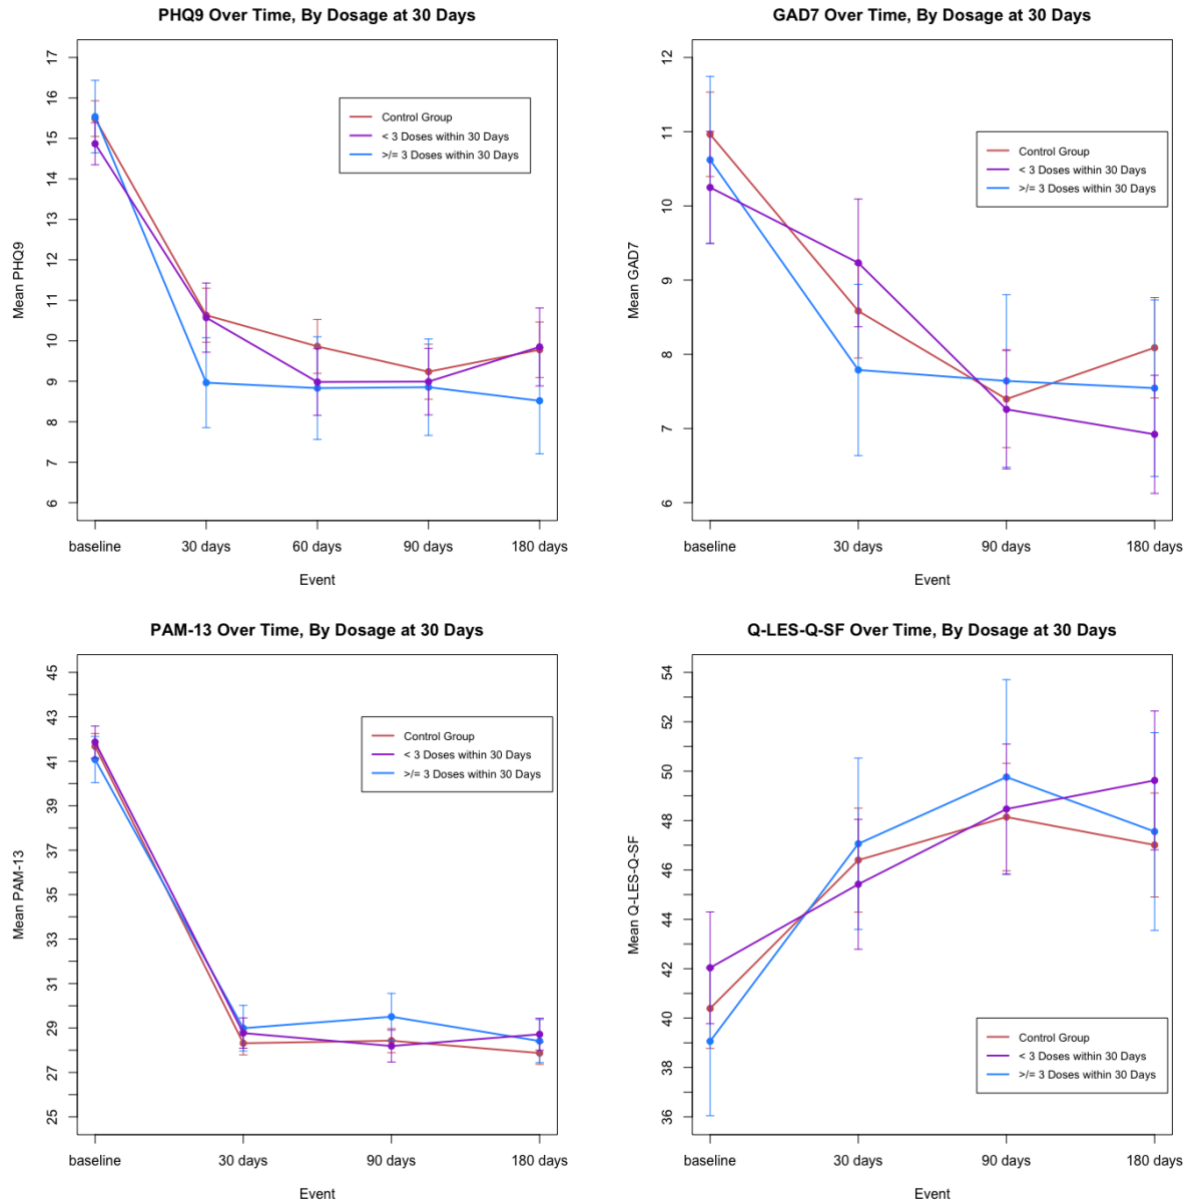 PHQ9 Over Time, By Dosage at 30 Days
Mean PHQ9
17
16
15
14
13
12
11
10
9
8
7
6
Control Group
< 3 Doses within 30 Days
>/= 3 Doses within 30 Days
baseline 30 days 60 days 90 days 180 days
Event
GAD7 Over Time, By Dosage at 30 Days
Mean GAD7
12
11
10
9
8
7
6
Control Group
< 3 Doses within 30 Days
>/= 3 Doses within 30 Days
baseline 30 days 90 days 180 days
Event
PAM-13 Over Time, By Dosage at 30 Days
Mean PAM-13
45
43
41
39
37
35
33
31
29
27
25
Control Group
< 3 Doses within 30 Days
>/= 3 Doses within 30 Days
baseline 30 days 90 days 180 days
Event
Q-LES-Q-SF Over Time, By Dosage at 30 Days
Mean Q-LES-Q-SF
54
52
50
48
46
44
42
40
38
36
Control Group
< 3 Doses within 30 Days
>/= 3 Doses within 30 Days
baseline 30 days 90 days 180 days
Event